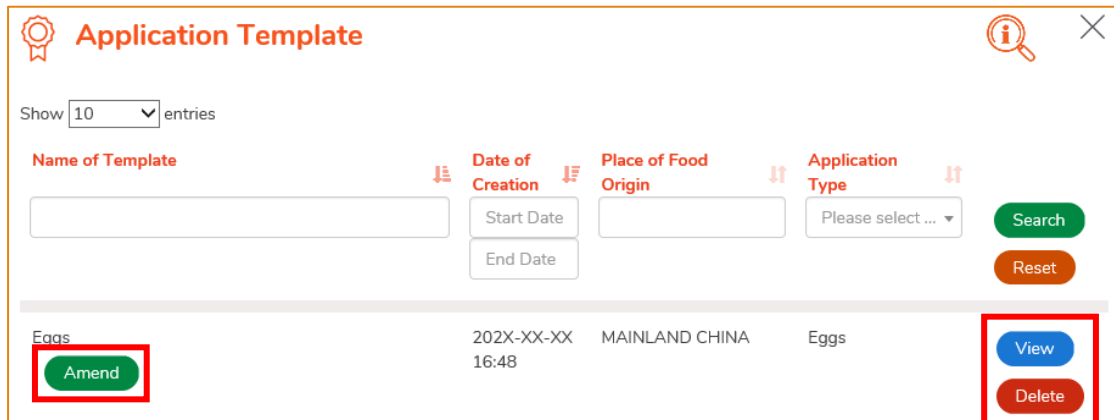 Application Template
Show 10 entries
Name of Template
Date of Creation
Place of Food Origin
Application Type
Start Date
Please select ...
Search
End Date
Reset
Eggs
202X-XX-XX
MAINLAND CHINA
Eggs
View
16:48
Amend
Delete